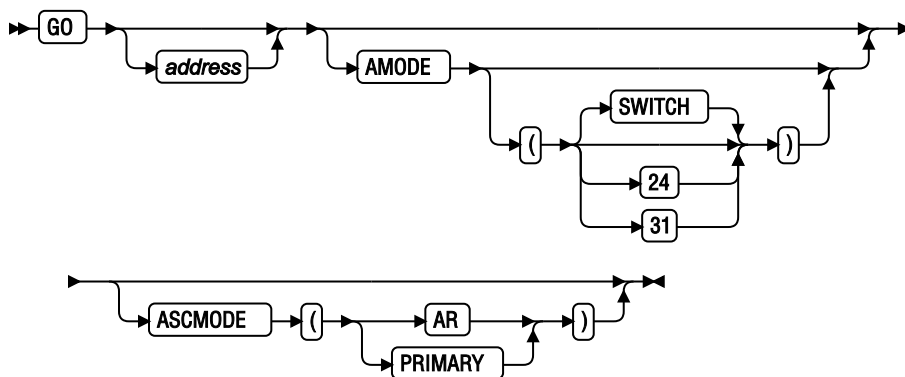 GO
address
AMODE
SWITCH
( )
24
31
ASCMODE ( AR )
PRIMARY